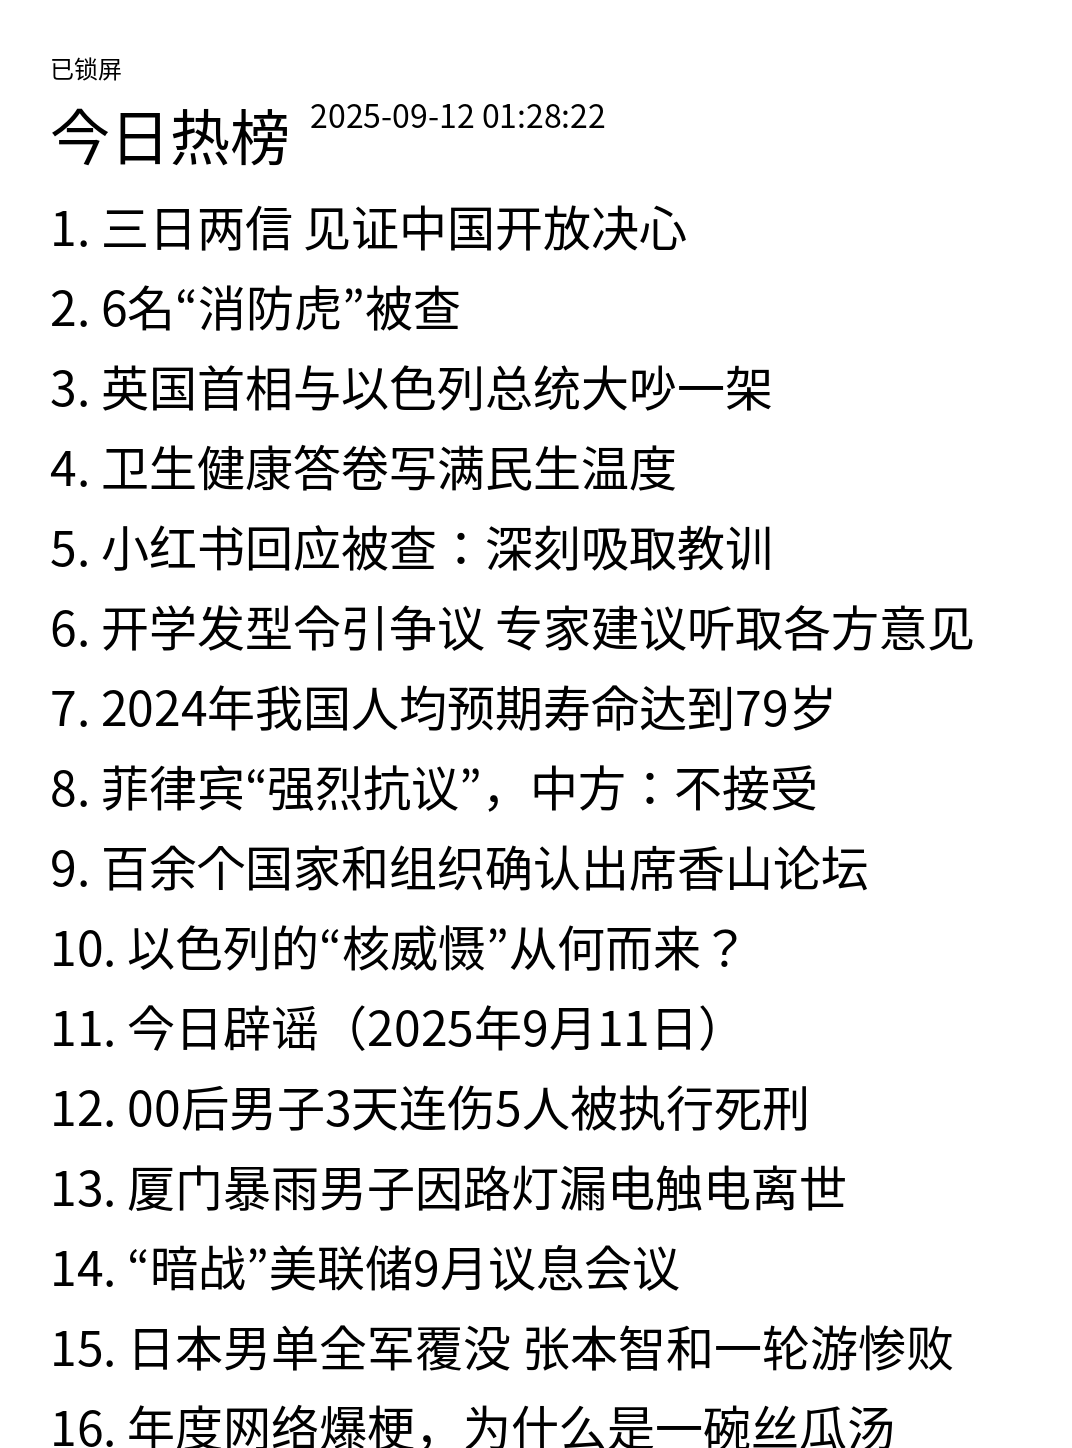 已锁屏
今日热榜 2025-09-12 01:28:22
1. 三日两信 见证中国开放决心
2. 6名“消防虎”被查
3. 英国首相与以色列总统大吵一架
4. 卫生健康答卷写满民生温度
5. 小红书回应被查：深刻吸取教训
6. 开学发型令引争议 专家建议听取各方意见
7. 2024年我国人均预期寿命达到79岁
8. 菲律宾“强烈抗议”，中方：不接受
9. 百余个国家和组织确认出席香山论坛
10. 以色列的“核威慑”从何而来？
11. 今日辟谣（2025年9月11日）
12. 00后男子3天连伤5人被执行死刑
13. 厦门暴雨男子因路灯漏电触电离世
14. “暗战”美联储9月议息会议
15. 日本男单全军覆没 张本智和一轮游惨败
16. 年度网络爆梗，为什么是一碗丝瓜汤